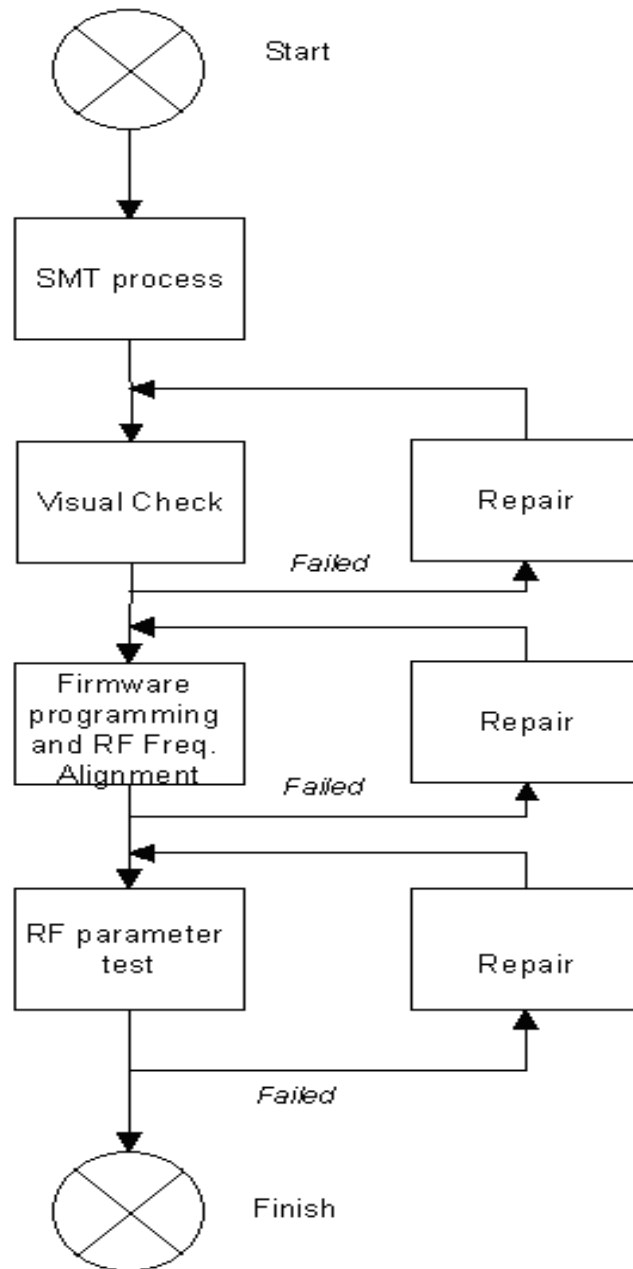 Start
SMT process
Visual Check
Repair
Failed
Firmware
programming
and RF Freq.
Alignment
Repair
Failed
RF parameter
test
Repair
Failed
Finish